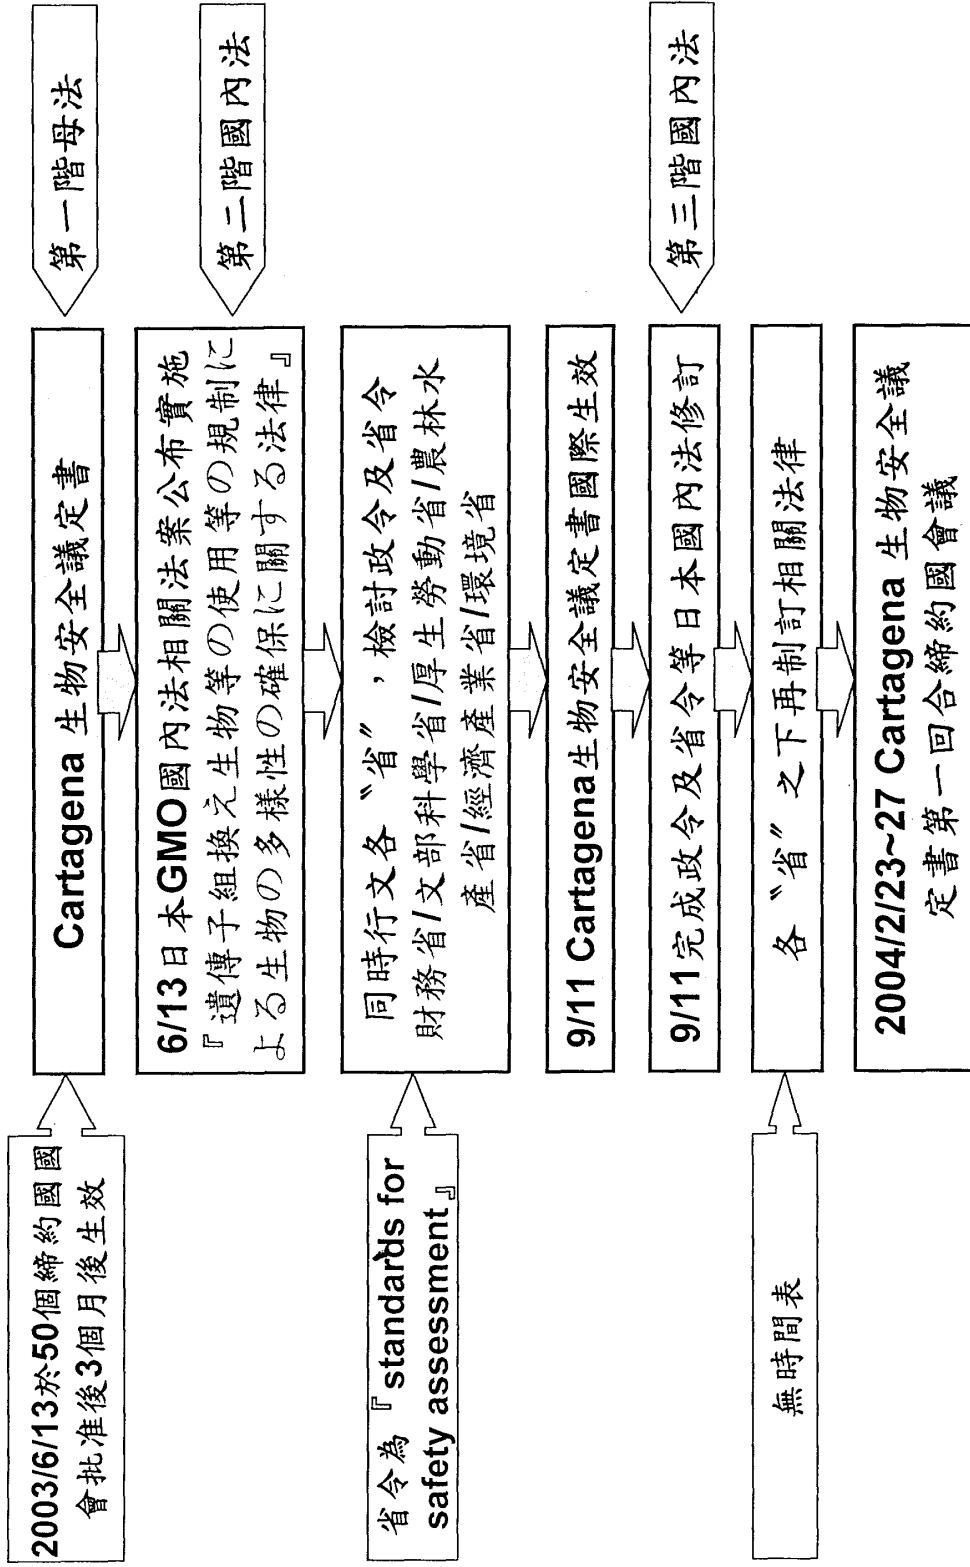 2003/6/13於50個締約國國
會批准後3個月後生效
Cartagena 生物安全議定書
第一階母法
6/13日本GMO國內法相關法案公布實施
『遺傳子組換え生物等の使用等の規制に
よる生物の多樣性の確保に關する法律』
第二階國內法
省令為『standards for
safety assessment』
同時行文各〝省〞，檢討政令及省令
財務省/文部科學省/厚生勞動省/農林水
產省/經濟產業省/環境省
9/11 Cartagena生物安全議定書國際生效
9/11完成政令及省令等日本國內法修訂
第三階國內法
無時間表
各〝省〞之下再制訂相關法律
2004/2/23~27 Cartagena 生物安全議
定書第一回合締約國會議